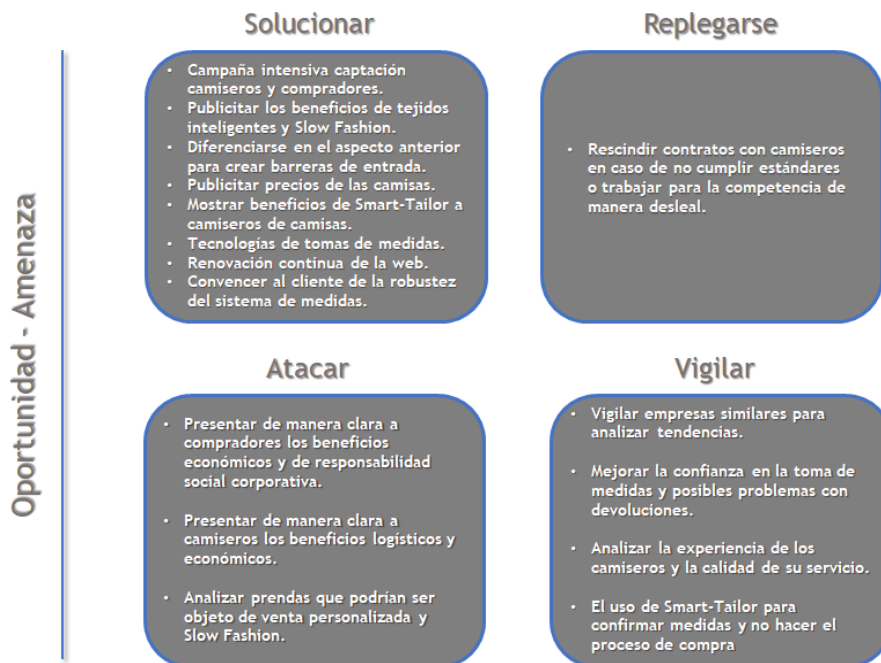 Solucionar
• Campaña intensiva captación
camiseros y compradores.
• Publicitar los beneficios de tejidos
inteligentes y Slow Fashion.
• Diferenciarse en el aspecto anterior
para crear barreras de entrada.
• Publicitar precios de las camisas.
• Mostrar beneficios de Smart-Tailor a
camiseros de camisas.
• Tecnologías de tomas de medidas.
• Renovación continua de la web.
• Convencer al cliente de la robustez
del sistema de medidas.
Replegarse
• Rescindir contratos con camiseros
en caso de no cumplir estándares
o trabajar para la competencia de
manera desleal.
Oportunidad - Amenaza
Atacar
• Presentar de manera clara a
compradores los beneficios
económicos y de responsabilidad
social corporativa.
• Presentar de manera clara a
camiseros los beneficios logísticos y
económicos.
• Analizar prendas que podrían ser
objeto de venta personalizada y
Slow Fashion.
Vigilar
• Vigilar empresas similares para
analizar tendencias.
• Mejorar la confianza en la toma de
medidas y posibles problemas con
devoluciones.
• Analizar la experiencia de los
camiseros y la calidad de su servicio.
• El uso de Smart-Tailor para
confirmar medidas y no hacer el
proceso de compra